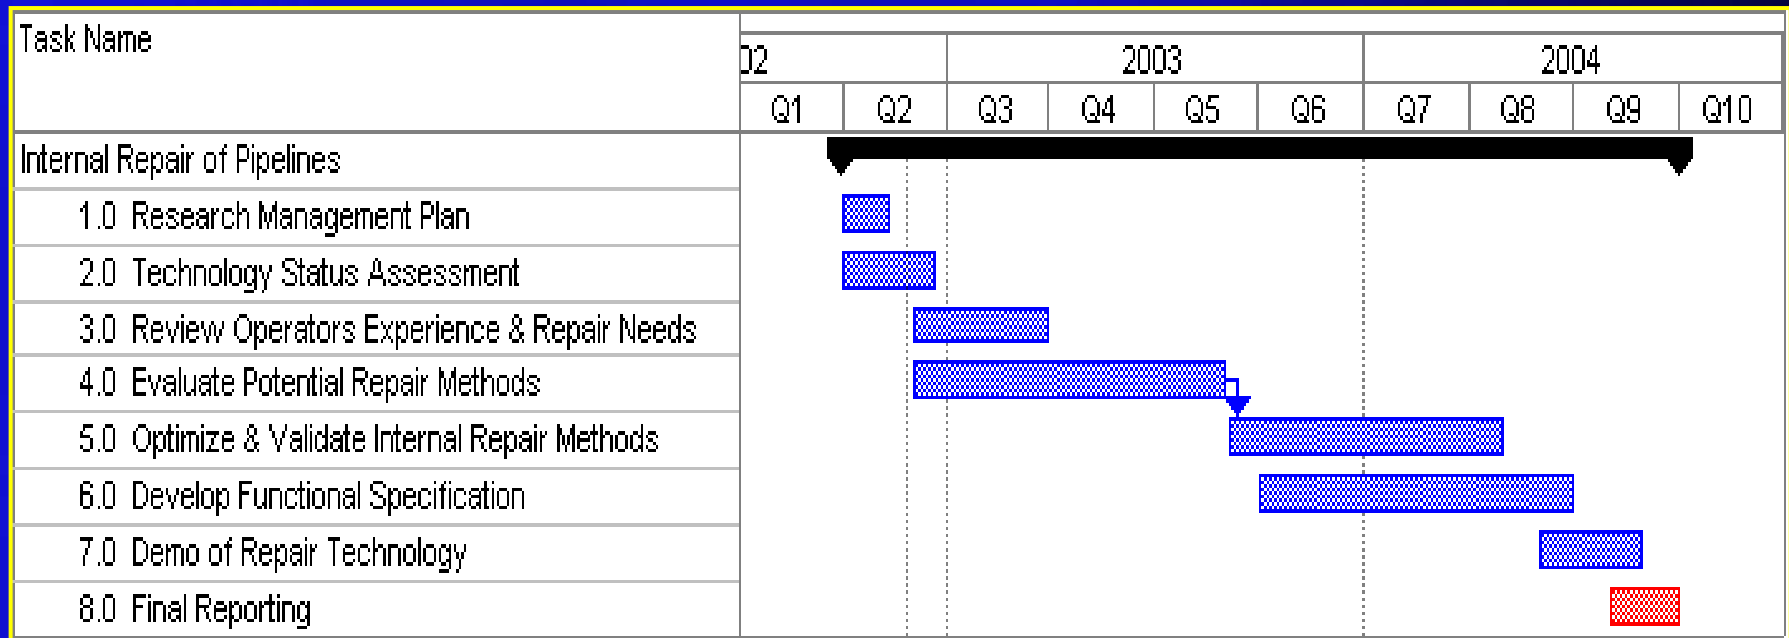 Task Name
02 2003 2004
Q1 Q2 Q3 Q4 Q5 Q6 Q7 Q8 Q9 Q10
Internal Repair of Pipelines
1.0 Research Management Plan
2.0 Technology Status Assessment
3.0 Review Operators Experience & Repair Needs
4.0 Evaluate Potential Repair Methods
5.0 Optimize & Validate Internal Repair Methods
6.0 Develop Functional Specification
7.0 Demo of Repair Technology
8.0 Final Reporting